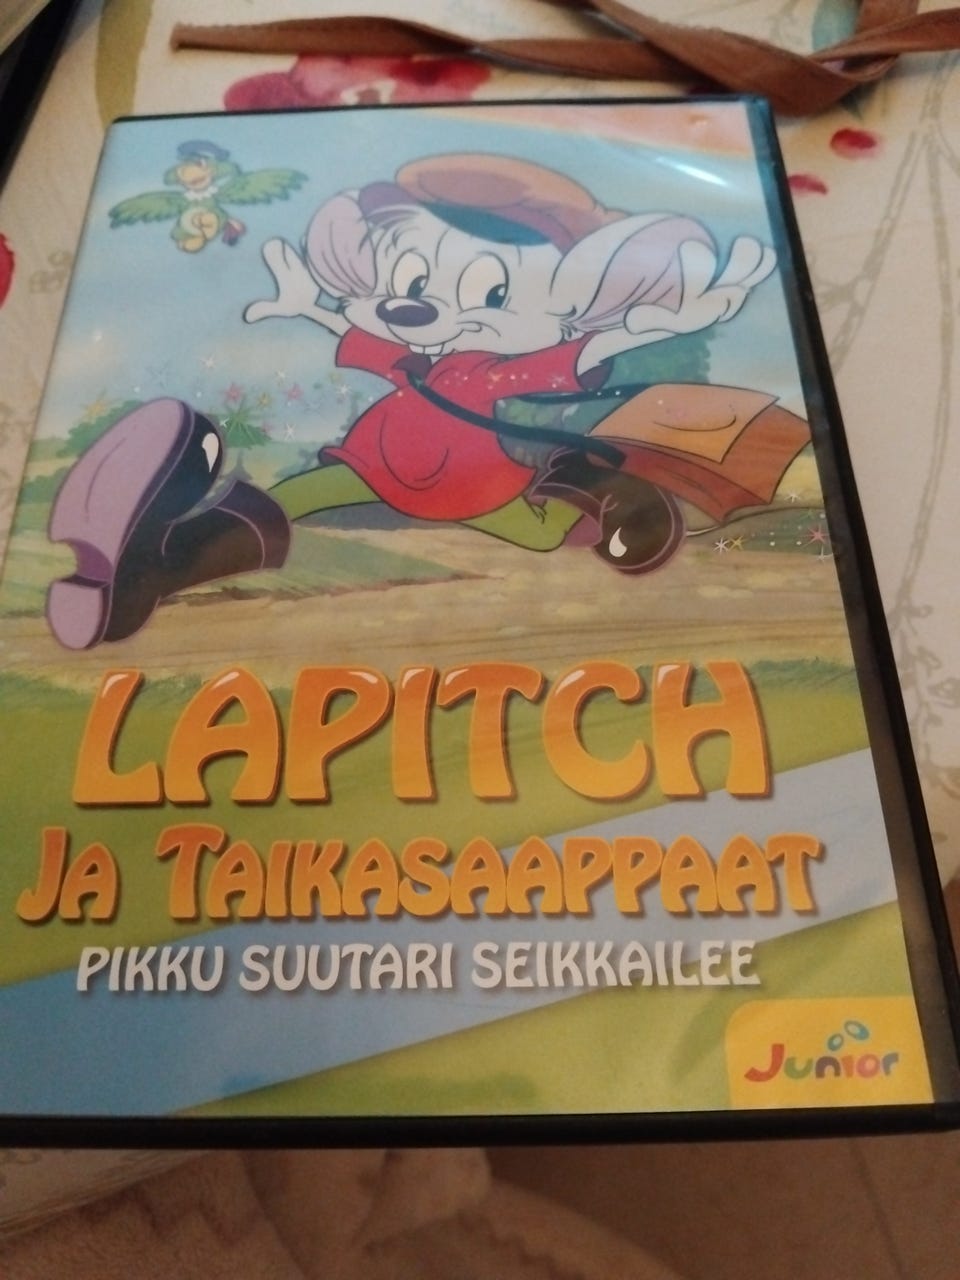 LAPITCH
JA TAIKASAAPPAAT
PIKKU SUUTARI SEIKKAILEE
Junior